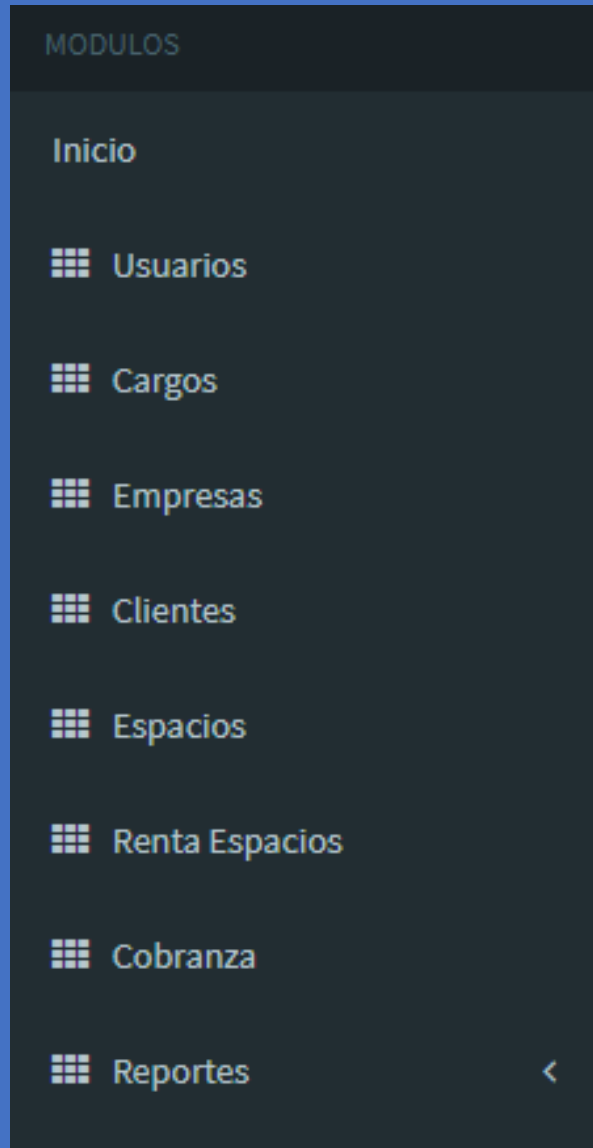 MODULOS
Inicio
Usuarios
Cargos
Empresas
Clientes
Espacios
Renta Espacios
Cobranza
Reportes